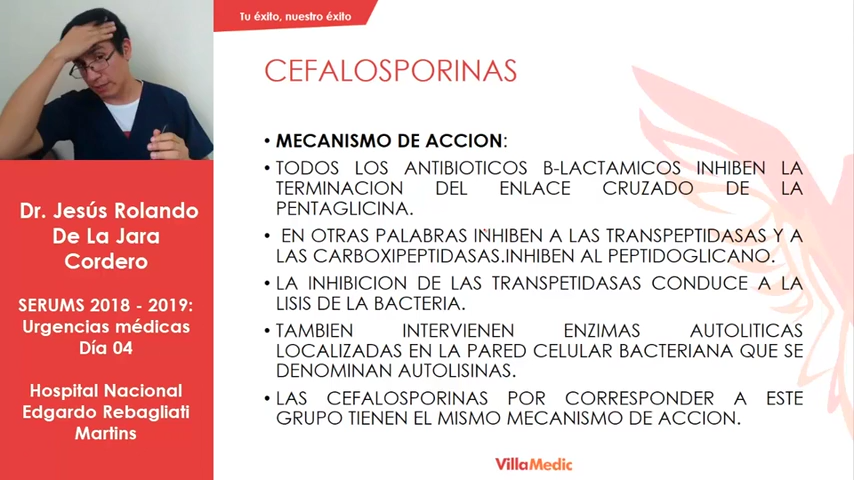 Tu éxito, nuestro éxito
CEFALOSPORINAS
• MECANISMO DE ACCION:
• TODOS LOS ANTIBIOTICOS B-LACTAMICOS INHIBEN LA
TERMINACION DEL ENLACE CRUZADO DE LA
PENTAGLICINA.
• EN OTRAS PALABRAS INHIBEN A LAS TRANSPEPTIDASAS Y A
LAS CARBOXIPEPTIDASAS.INHIBEN AL PEPTIDOGLICANO.
• LA INHIBICION DE LAS TRANSPETIDASAS CONDUCE A LA
LISIS DE LA BACTERIA.
• TAMBIEN INTERVIENEN ENZIMAS AUTOLITICAS
LOCALIZADAS EN LA PARED CELULAR BACTERIANA QUE SE
DENOMINAN AUTOLISINAS.
• LAS CEFALOSPORINAS POR CORRESPONDER A ESTE
GRUPO TIENEN EL MISMO MECANISMO DE ACCION.
Dr. Jesús Rolando
De La Jara
Cordero
SERUMS 2018 - 2019:
Urgencias médicas
Día 04
Hospital Nacional
Edgardo Rebagliati
Martins
VillaMedic